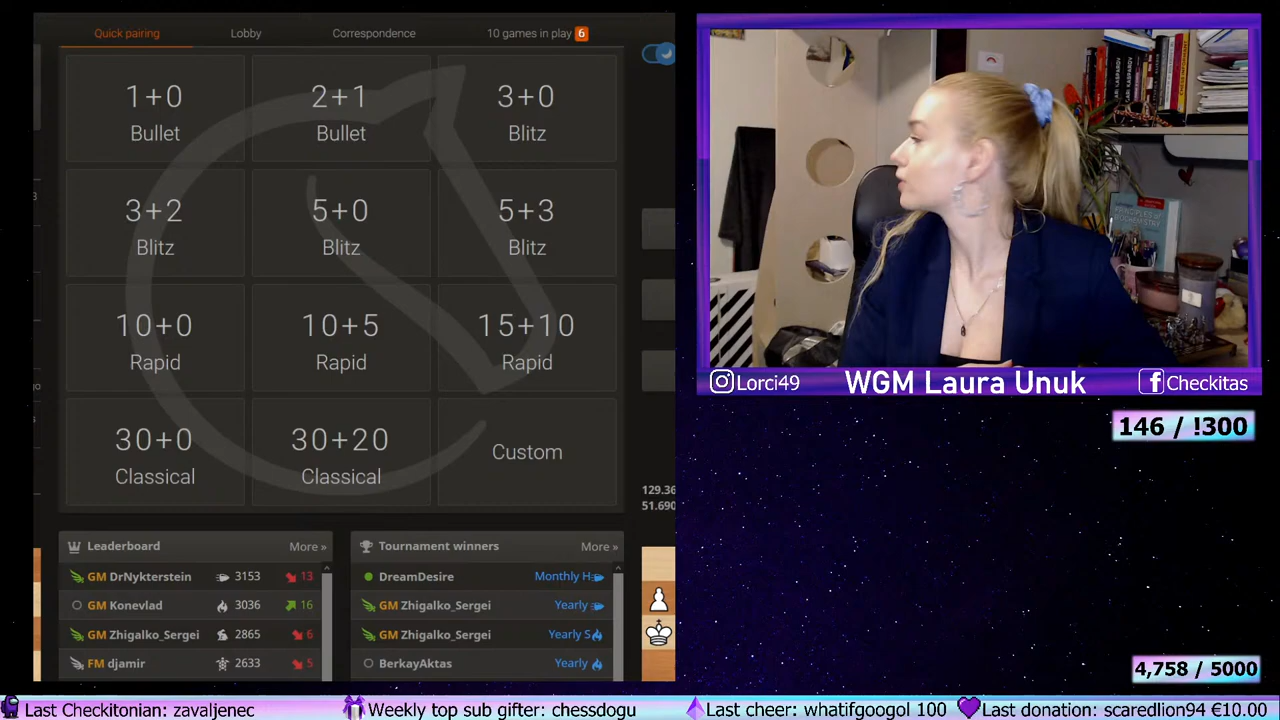 Quick pairing
Lobby
Correspondence
10 games in play 6
1+0
Bullet
2+1
Bullet
3+0
Blitz
3+2
Blitz
5+0
Blitz
5+3
Blitz
10+0
Rapid
10+5
Rapid
15+10
Rapid
30+0
Classical
30+20
Classical
Custom
129.36
51.690
Leaderboard
More »
GM DrNykterstein 3153 13
GM Konevlad 3036 16
GM Zhigalko_Sergei 2865 6
FM djamir 2633 5
Tournament winners
More »
DreamDesire Monthly H
GM Zhigalko_Sergei Yearly
GM Zhigalko_Sergei Yearly S
BerkayAktas Yearly
PRINCIPLES OF
BIOCHEMISTRY
Lorci49
WGM Laura Unuk
Checkitas
146 / !300
4,758 / 5000
Last Checkitonian: zavaljenec
Weekly top sub gifter: chessdogu
Last cheer: whatifgoogol 100
Last donation: scaredlion94 €10.00